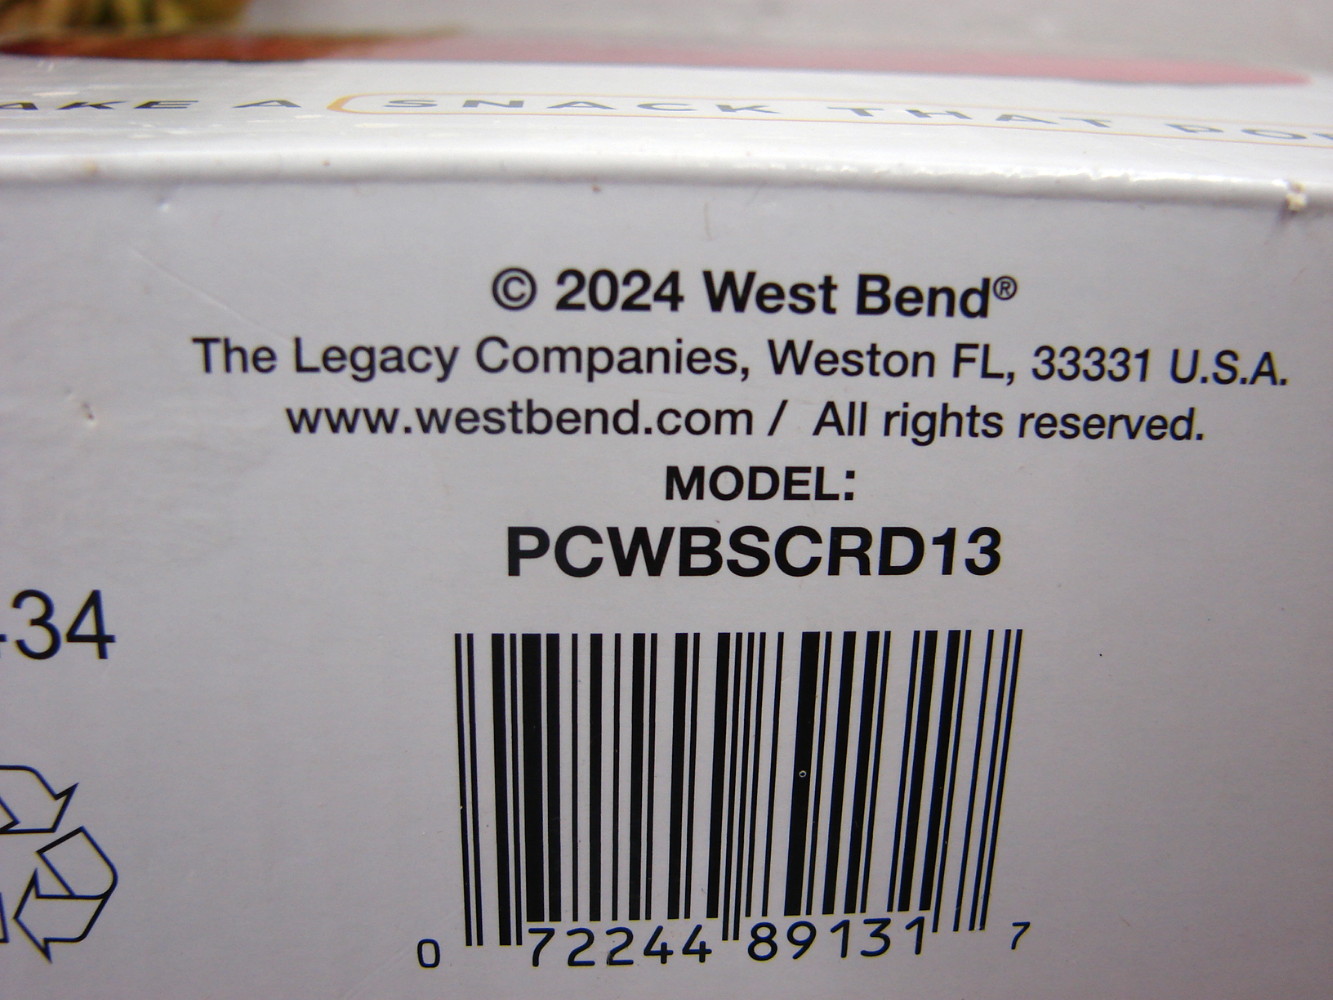 AKE A SNACK THAT POW
© 2024 West Bend®
The Legacy Companies, Weston FL, 33331 U.S.A.
www.westbend.com / All rights reserved.
MODEL:
PCWBSCRD13
34
0 72244 89131 7